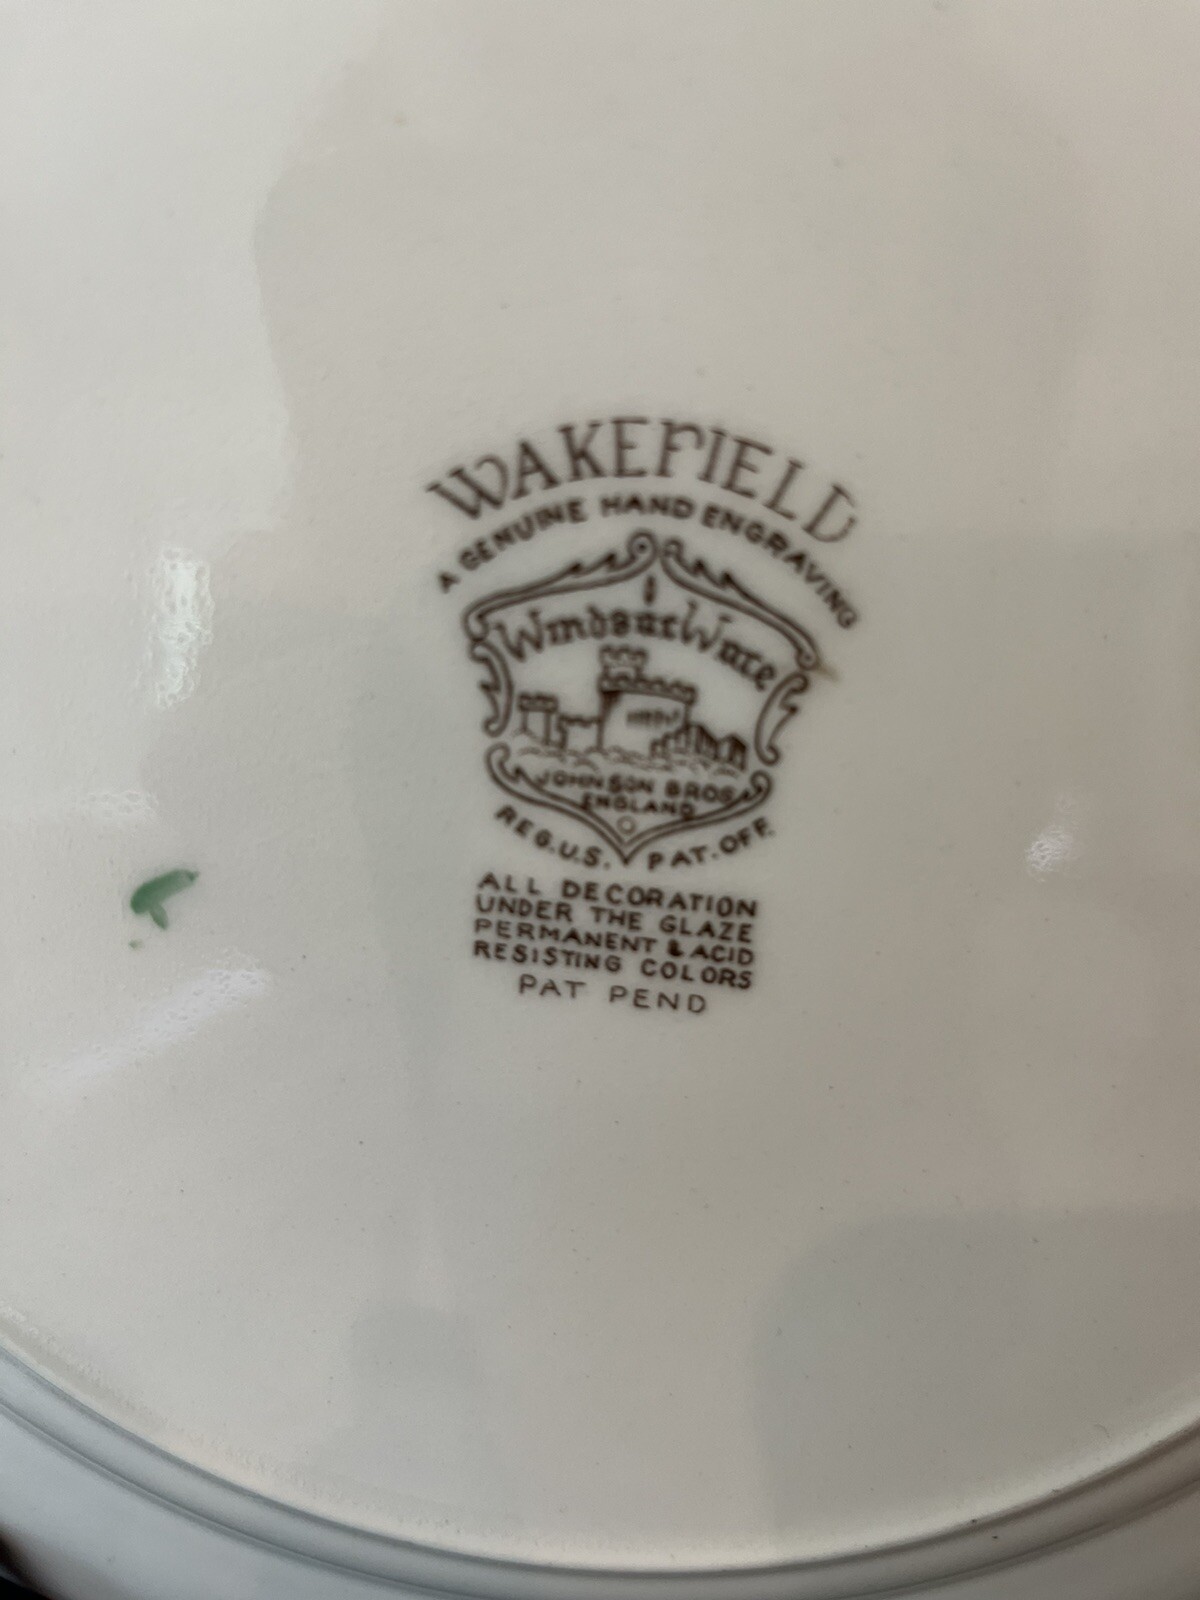 WAKEFIELD
A GENUINE HAND ENGRAVING
Windsor Ware
JOHNSON BROS
ENGLAND
REG. U.S. PAT. OFF.
ALL DECORATION
UNDER THE GLAZE
PERMANENT & ACID
RESISTING COLORS
PAT PEND